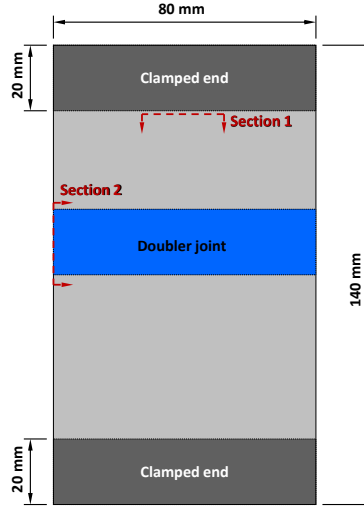 80 mm
20 mm
Clamped end
Section 1
Section 2
Doubler joint
140 mm
20 mm
Clamped end